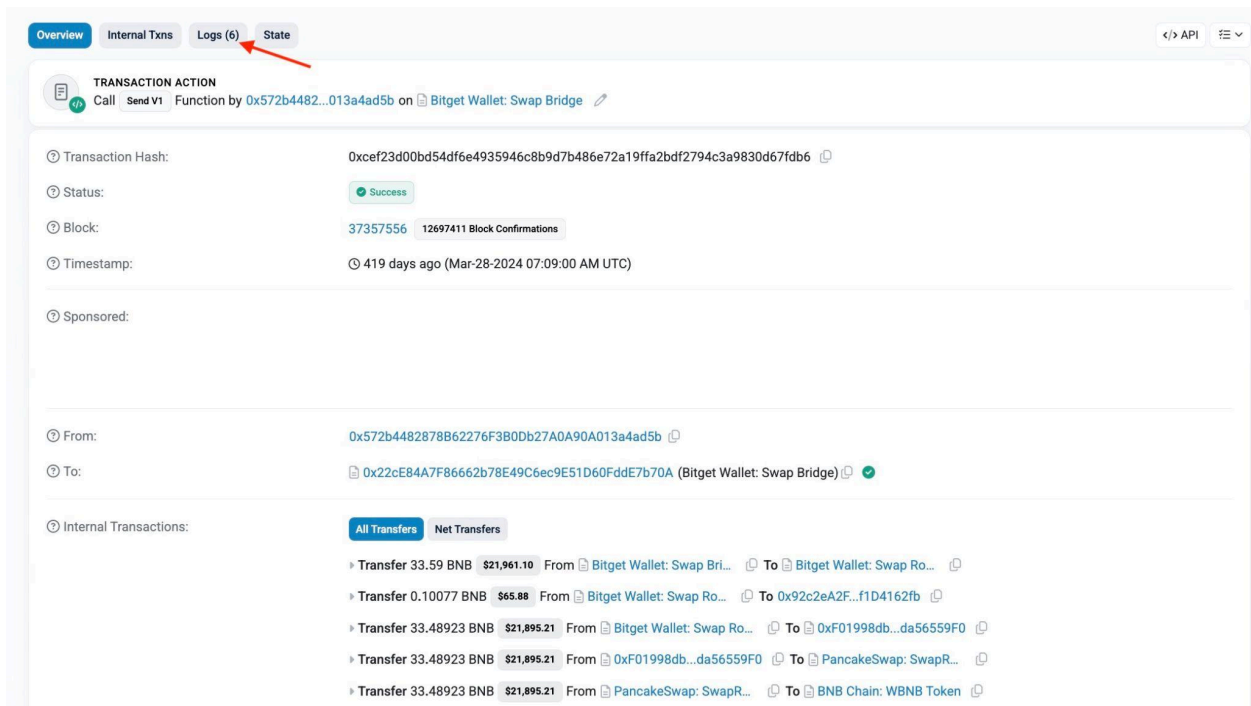 Overview Internal Txns Logs (6) State </> API
TRANSACTION ACTION
Call Send V1 Function by 0x572b4482...013a4ad5b on Bitget Wallet: Swap Bridge
Transaction Hash: 0xcef23d00bd54df6e4935946c8b9d7b486e72a19ffa2bdf2794c3a9830d67fdb6
Status: Success
Block: 37357556 12697411 Block Confirmations
Timestamp: 419 days ago (Mar-28-2024 07:09:00 AM UTC)
Sponsored:
From: 0x572b4482878B62276F3B0Db27A0A90A013a4ad5b
To: 0x22cE84A7F86662b78E49C6ec9E51D60FddE7b70A (Bitget Wallet: Swap Bridge)
Internal Transactions: All Transfers Net Transfers
Transfer 33.59 BNB $21,961.10 From Bitget Wallet: Swap Bri... To Bitget Wallet: Swap Ro...
Transfer 0.10077 BNB $65.88 From Bitget Wallet: Swap Ro... To 0x92c2eA2F...f1D4162fb
Transfer 33.48923 BNB $21,895.21 From Bitget Wallet: Swap Ro... To 0xF01998db...da56559F0
Transfer 33.48923 BNB $21,895.21 From 0xF01998db...da56559F0 To PancakeSwap: SwapR...
Transfer 33.48923 BNB $21,895.21 From PancakeSwap: SwapR... To BNB Chain: WBNB Token